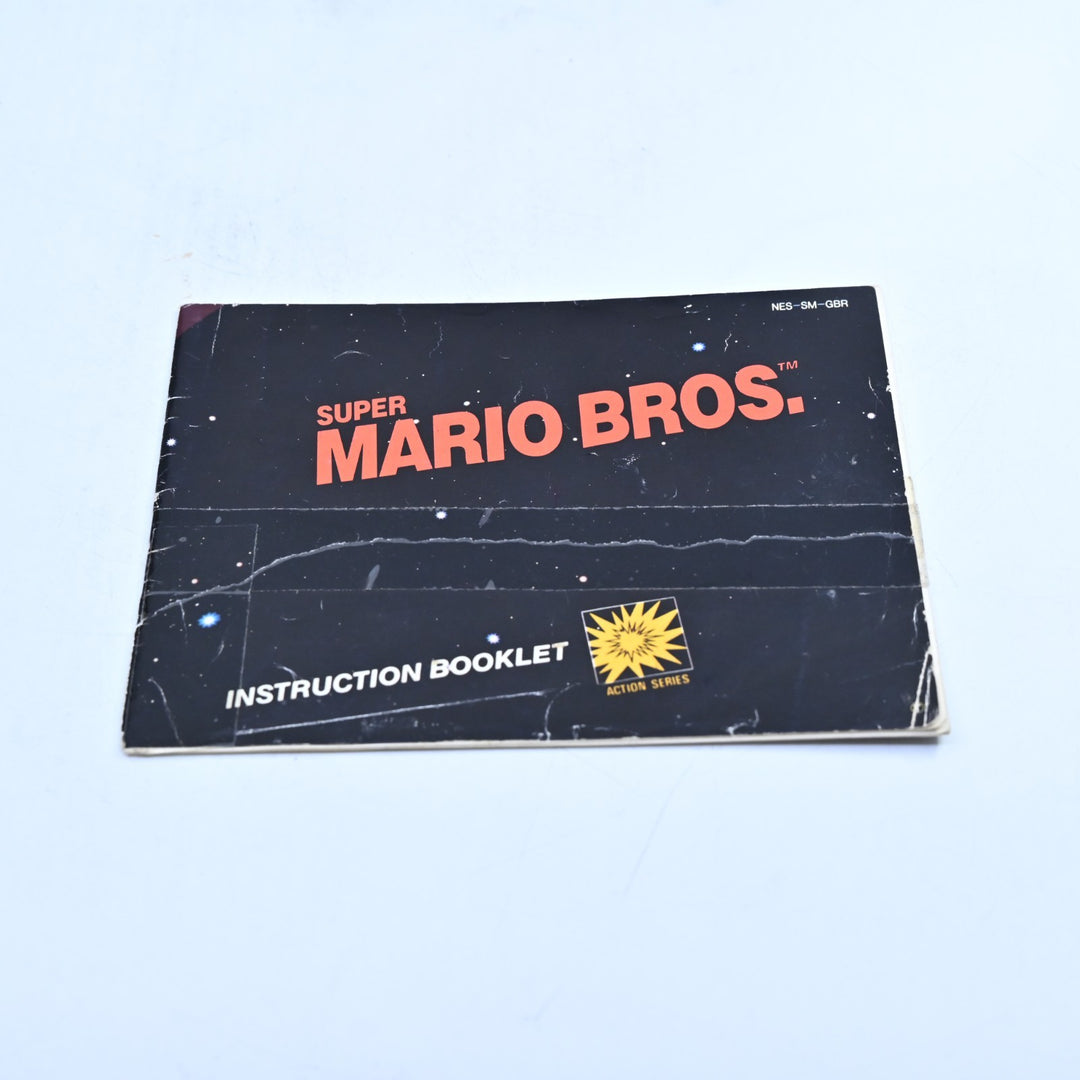 NES-SM-GBR
SUPER
MARIO BROS.™
INSTRUCTION BOOKLET
ACTION SERIES